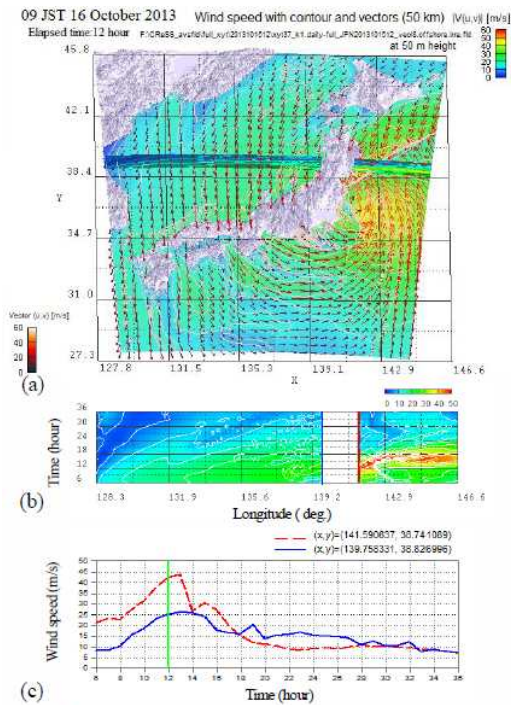 09 JST 16 October 2013 Wind speed with contour and vectors (50 km) |V(u,v)| [m/s]
Elapsed time:12 hour
at 50 m height
60
50
40
30
20
10
0
45.8
42.1
38.4
Y
34.7
31.0
27.3
Vector (u,v) [m/s]
60
40
20
0
127.8 131.5 135.3 139.1 142.9 146.6
X
(a)
0 10 20 30 40 50
Time (hour)
36
30
24
18
12
6
128.3 131.9 135.6 139.2 142.9 146.6
(b) Longitude ( deg.)
(x,y)=(141.590637, 38.741089)
(x,y)=(139.758331, 38.826996)
Wind speed (m/s)
50
45
40
35
30
25
20
15
10
5
0
8 10 12 14 16 18 20 22 24 26 28 30 32 34 36
(c) Time (hour)